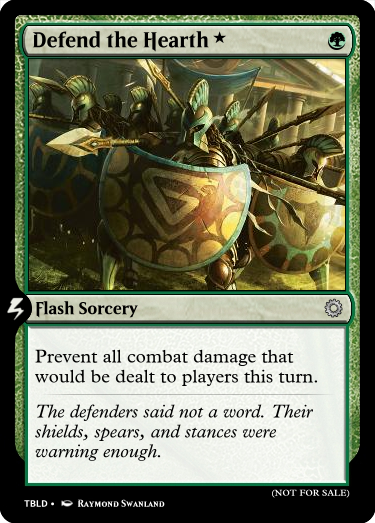 Defend the Hearth ★
Flash Sorcery
Prevent all combat damage that
would be dealt to players this turn.
The defenders said not a word. Their
shields, spears, and stances were
warning enough.
(NOT FOR SALE)
TBLD • Raymond Swanland